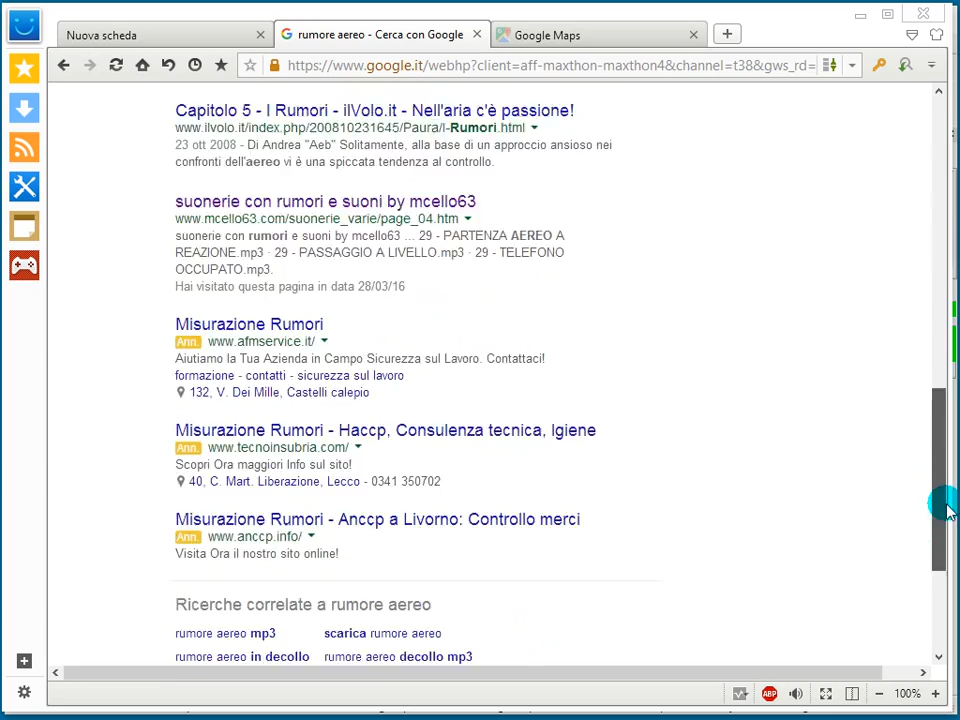 Nuova scheda
rumore aereo - Cerca con Google
Google Maps
https://www.google.it/webhp?client=aff-maxthon-maxthon4&channel=t38&gws_rd=
Capitolo 5 - I Rumori - ilVolo.it - Nell'aria c'è passione!
www.ilvolo.it/index.php/200810231645/Paura/I-Rumori.html
23 ott 2008 - Di Andrea "Aeb" Solitamente, alla base di un approccio ansioso nei
confronti dell'aereo vi è una spiccata tendenza al controllo.
suonerie con rumori e suoni by mcello63
www.mcello63.com/suonerie_varie/page_04.htm
suonerie con rumori e suoni by mcello63 ... 29 - PARTENZA AEREO A
REAZIONE.mp3 · 29 - PASSAGGIO A LIVELLO.mp3 · 29 - TELEFONO
OCCUPATO.mp3.
Hai visitato questa pagina in data 28/03/16
Misurazione Rumori
Ann. www.afmservice.it/
Aiutiamo la Tua Azienda in Campo Sicurezza sul Lavoro. Contattaci!
formazione - contatti - sicurezza sul lavoro
132, V. Dei Mille, Castelli calepio
Misurazione Rumori - Haccp, Consulenza tecnica, Igiene
Ann. www.tecnoinsubria.com/
Scopri Ora maggiori Info sul sito!
40, C. Mart. Liberazione, Lecco - 0341 350702
Misurazione Rumori - Anccp a Livorno: Controllo merci
Ann. www.anccp.info/
Visita Ora il nostro sito online!
Ricerche correlate a rumore aereo
rumore aereo mp3 scarica rumore aereo
rumore aereo in decollo rumore aereo decollo mp3
ABP
100%